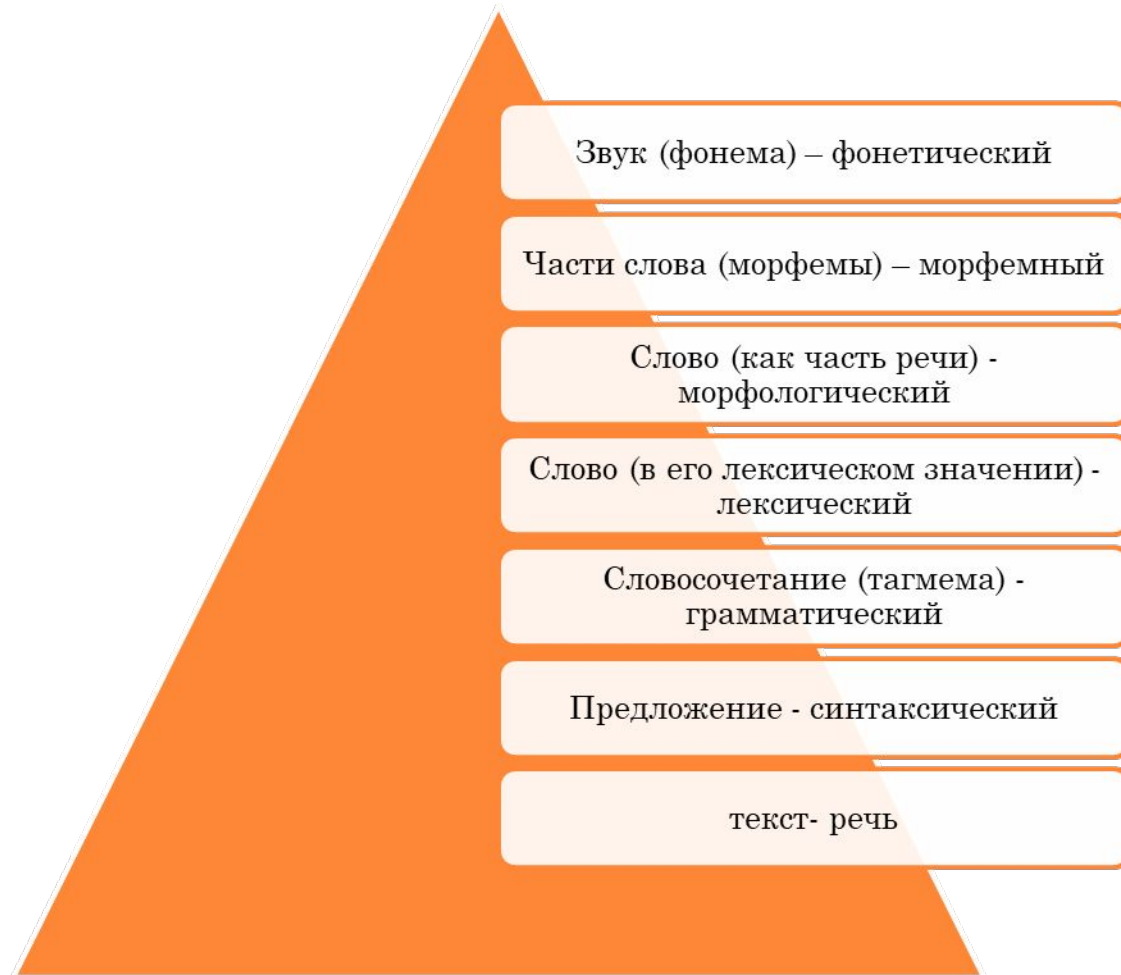 Звук (фонема) – фонетический
Части слова (морфемы) – морфемный
Слово (как часть речи) -
морфологический
Слово (в его лексическом значении) -
лексический
Словосочетание (тагмема) -
грамматический
Предложение - синтаксический
текст- речь